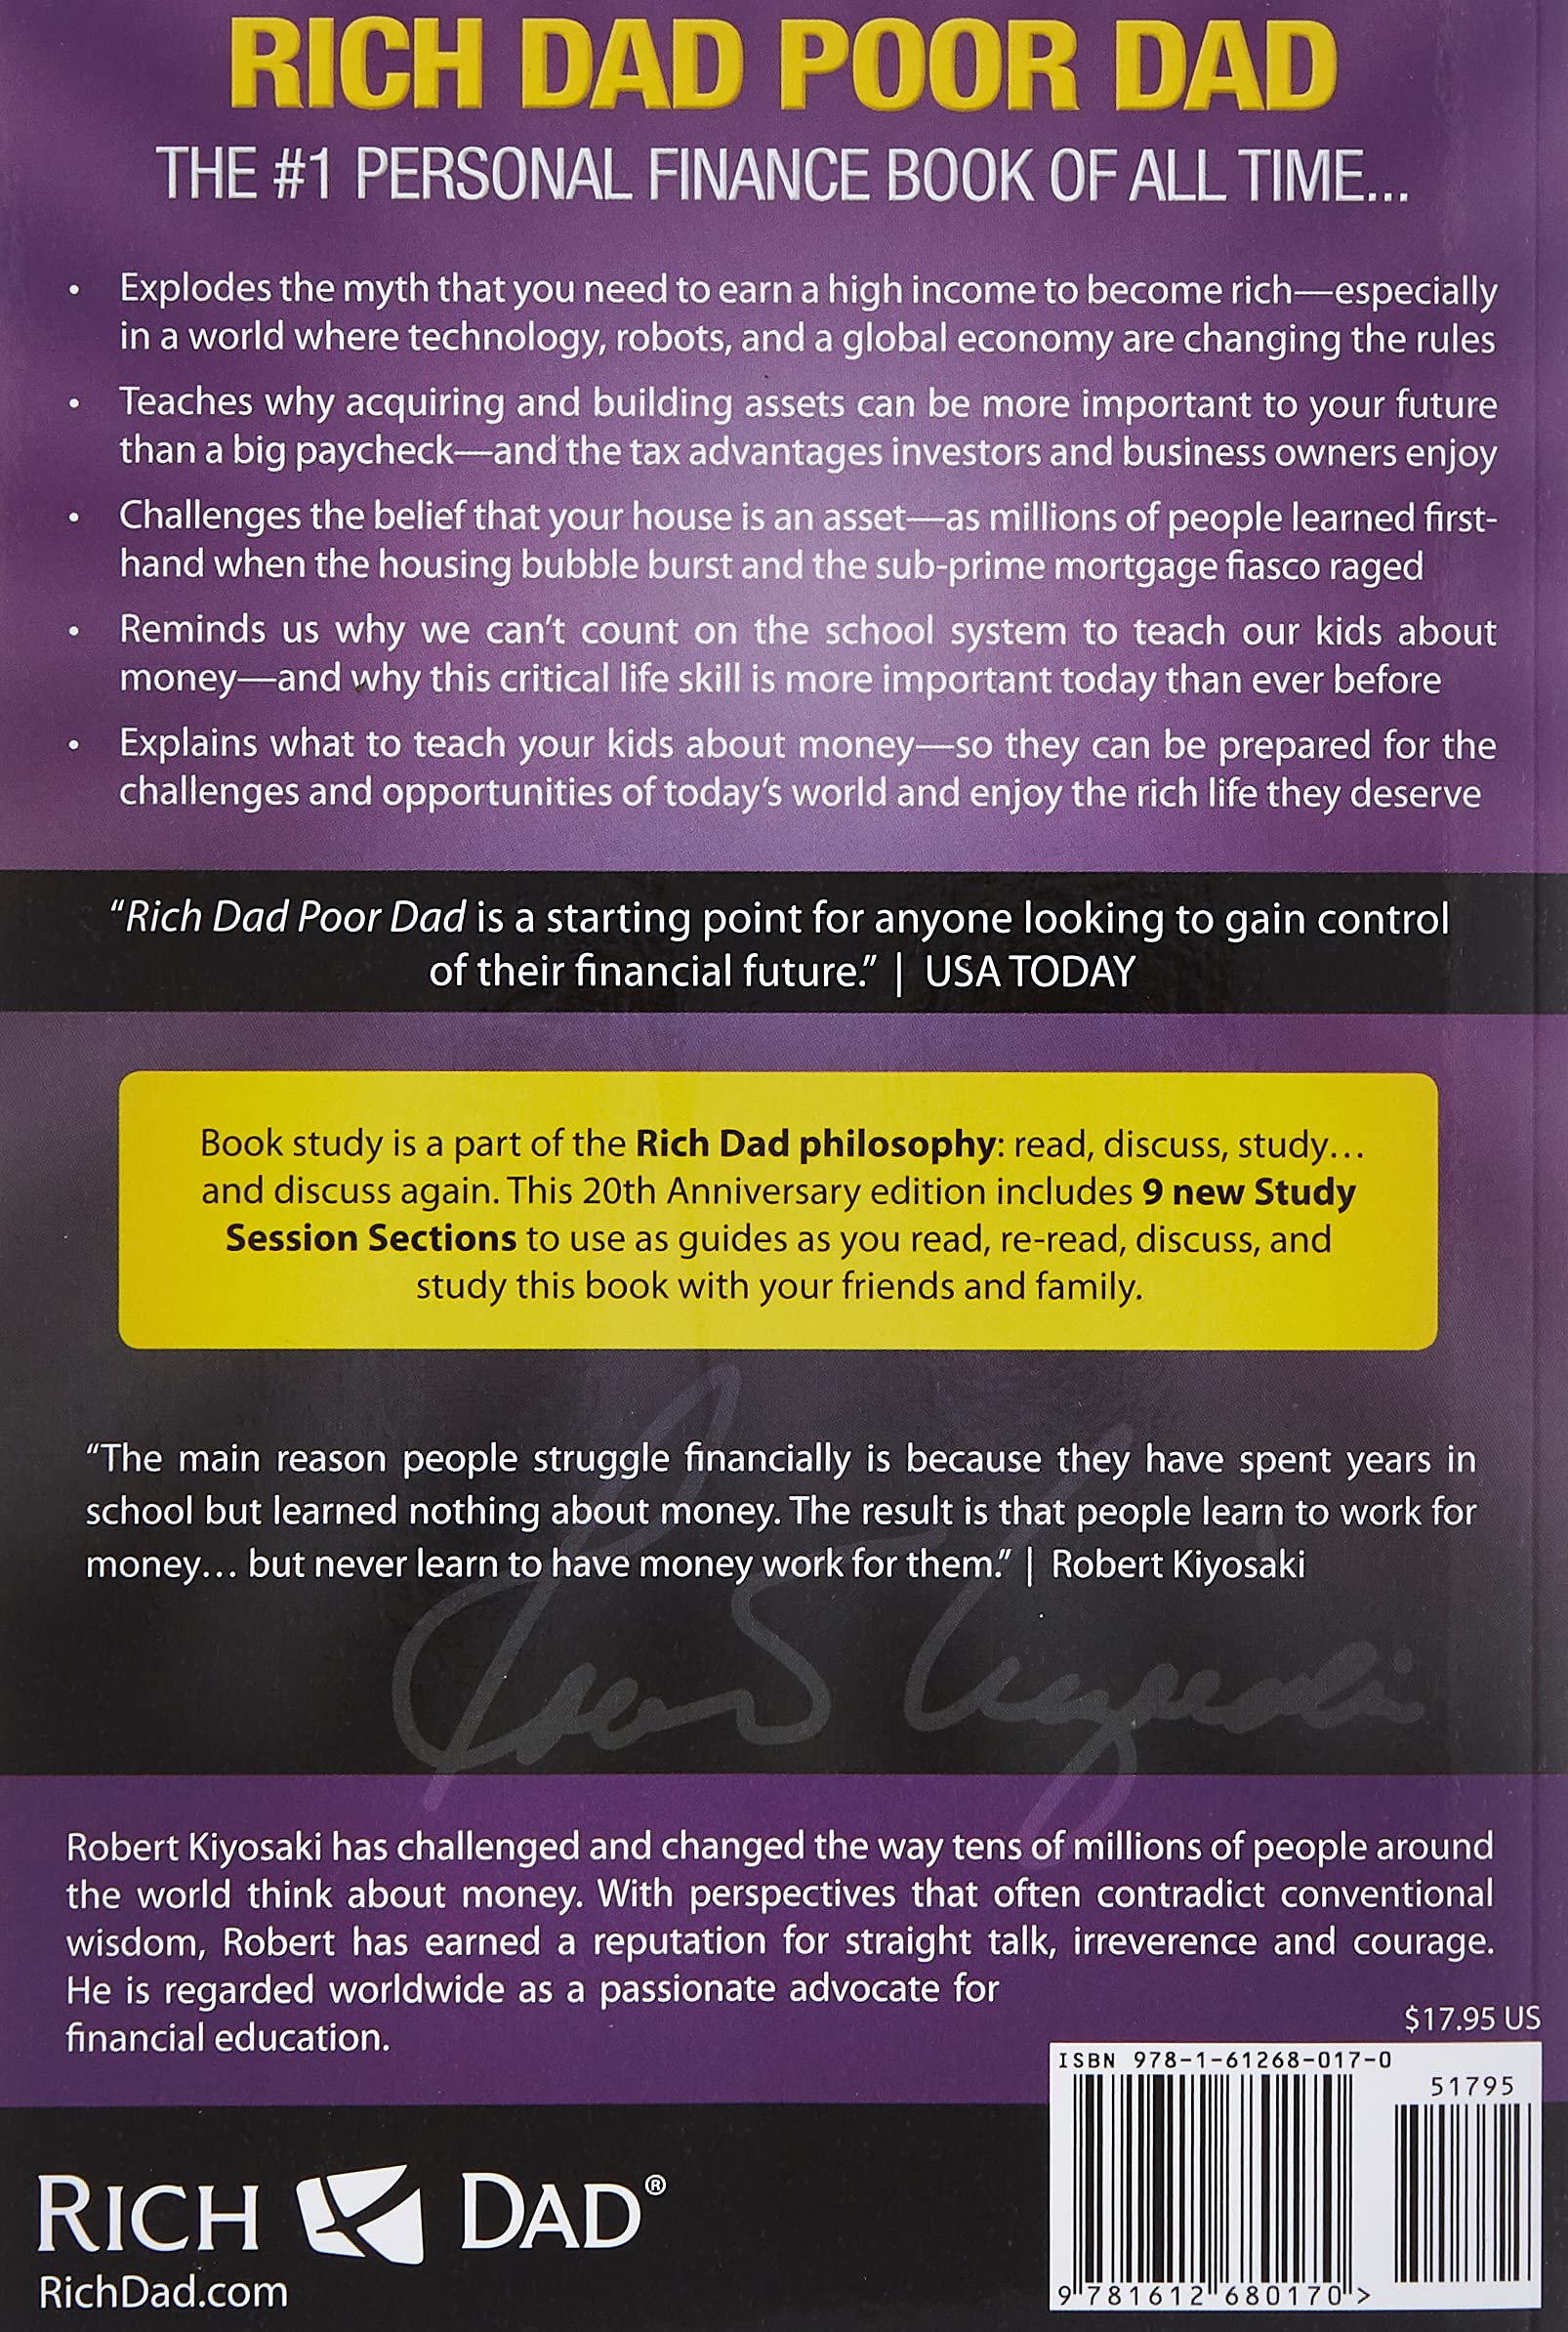 RICH DAD POOR DAD
THE #1 PERSONAL FINANCE BOOK OF ALL TIME...
• Explodes the myth that you need to earn a high income to become rich—especially
in a world where technology, robots, and a global economy are changing the rules
• Teaches why acquiring and building assets can be more important to your future
than a big paycheck—and the tax advantages investors and business owners enjoy
• Challenges the belief that your house is an asset—as millions of people learned first-
hand when the housing bubble burst and the sub-prime mortgage fiasco raged
• Reminds us why we can't count on the school system to teach our kids about
money—and why this critical life skill is more important today than ever before
• Explains what to teach your kids about money—so they can be prepared for the
challenges and opportunities of today's world and enjoy the rich life they deserve
“Rich Dad Poor Dad is a starting point for anyone looking to gain control
of their financial future.” | USA TODAY
Book study is a part of the Rich Dad philosophy: read, discuss, study...
and discuss again. This 20th Anniversary edition includes 9 new Study
Session Sections to use as guides as you read, re-read, discuss, and
study this book with your friends and family.
“The main reason people struggle financially is because they have spent years in
school but learned nothing about money. The result is that people learn to work for
money... but never learn to have money work for them.” | Robert Kiyosaki
Robert Kiyosaki has challenged and changed the way tens of millions of people around
the world think about money. With perspectives that often contradict conventional
wisdom, Robert has earned a reputation for straight talk, irreverence and courage.
He is regarded worldwide as a passionate advocate for
financial education.
$17.95 US
ISBN 978-1-61268-017-0
51795
9 781612 680170 >
RICH DAD®
RichDad.com